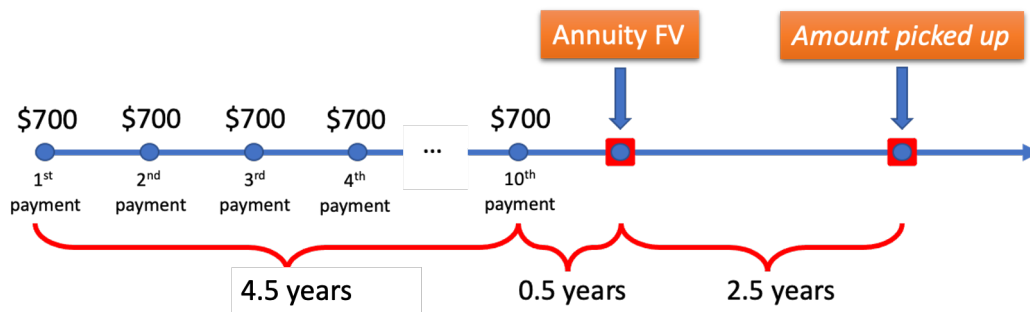 Annuity FV
Amount picked up
$700 $700 $700 $700 ... $700
1st payment
2nd payment
3rd payment
4th payment
10th payment
4.5 years
0.5 years
2.5 years